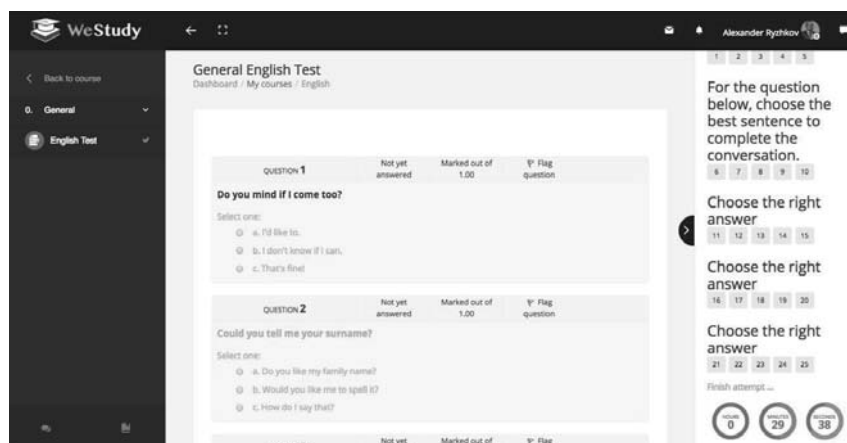 WeStudy
Alexander Ryzhkov
Back to course
0. General
English Test
General English Test
Dashboard / My courses / English
QUESTION 1
Not yet answered
Marked out of 1.00
Flag question
Do you mind if I come too?
Select one:
a. I'd like to.
b. I don't know if I can.
c. That's fine!
QUESTION 2
Not yet answered
Marked out of 1.00
Flag question
Could you tell me your surname?
Select one:
a. Do you like my family name?
b. Would you like me to spell it?
c. How do I say that?
Not yet
Marked out of
Flag
1 2 3 4 5
For the question
below, choose the
best sentence to
complete the
conversation.
6 7 8 9 10
Choose the right
answer
11 12 13 14 15
Choose the right
answer
16 17 18 19 20
Choose the right
answer
21 22 23 24 25
Finish attempt ...
HOURS
0
MINUTES
29
SECONDS
38